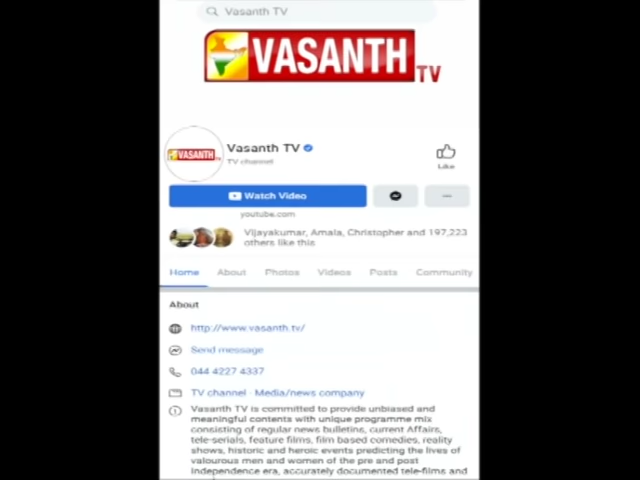 Vasanth TV
VASANTH TV
VASANTH
Vasanth TV
TV channel
Like
Watch Video
youtube.com
Vijayakumar, Amala, Christopher and 197,223
others like this
Home About Photos Videos Posts Community
About
http://www.vasanth.tv/
Send message
044 4227 4337
TV channel · Media/news company
Vasanth TV is committed to provide unbiased and
meaningful contents with unique programme mix
consisting of regular news bulletins, current Affairs,
tele-serials, feature films, film based comedies, reality
shows, historic and heroic events predicting the lives of
valourous men and women of the pre and post
Independence era, accurately documented tele-films and